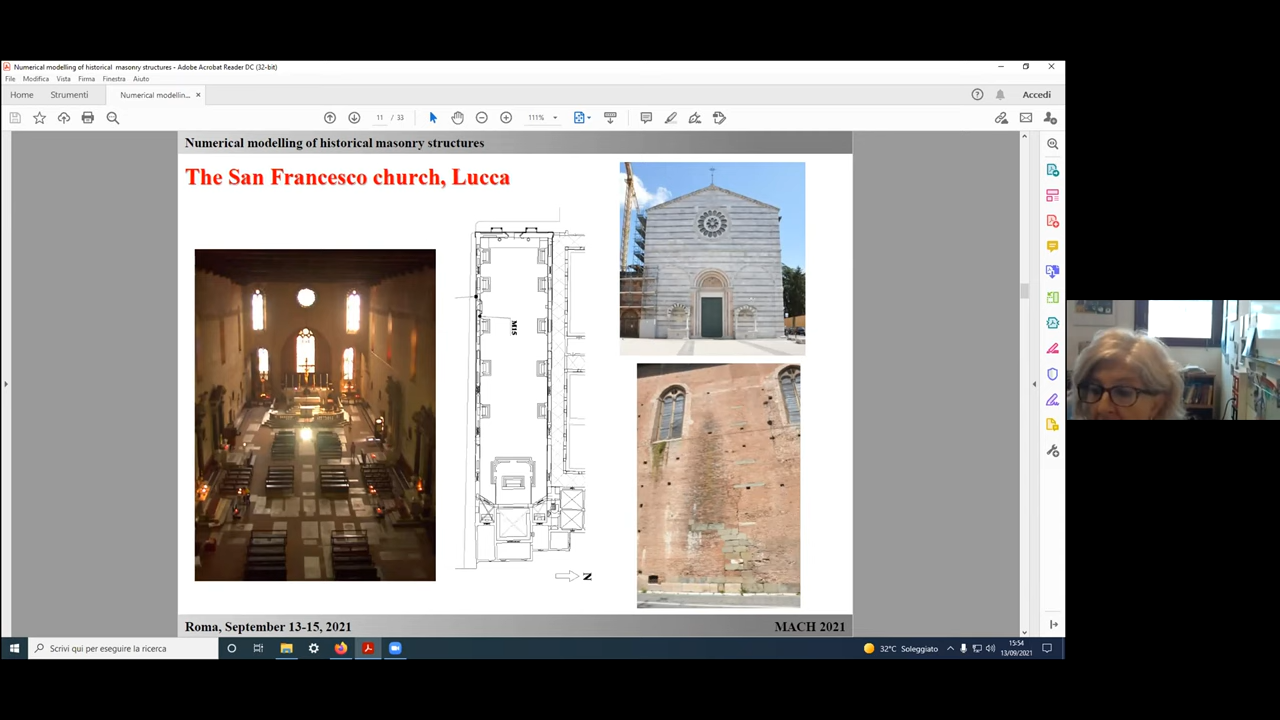 Numerical modelling of historical masonry structures - Adobe Acrobat Reader DC (32-bit)
File Modifica Vista Firma Finestra Aiuto
Home Strumenti Numerical modellin... Accedi
11 / 33 111%
Numerical modelling of historical masonry structures
The San Francesco church, Lucca
M15
N
Roma, September 13-15, 2021 MACH 2021
Scrivi qui per eseguire la ricerca
32°C Soleggiato
15:54
13/09/2021